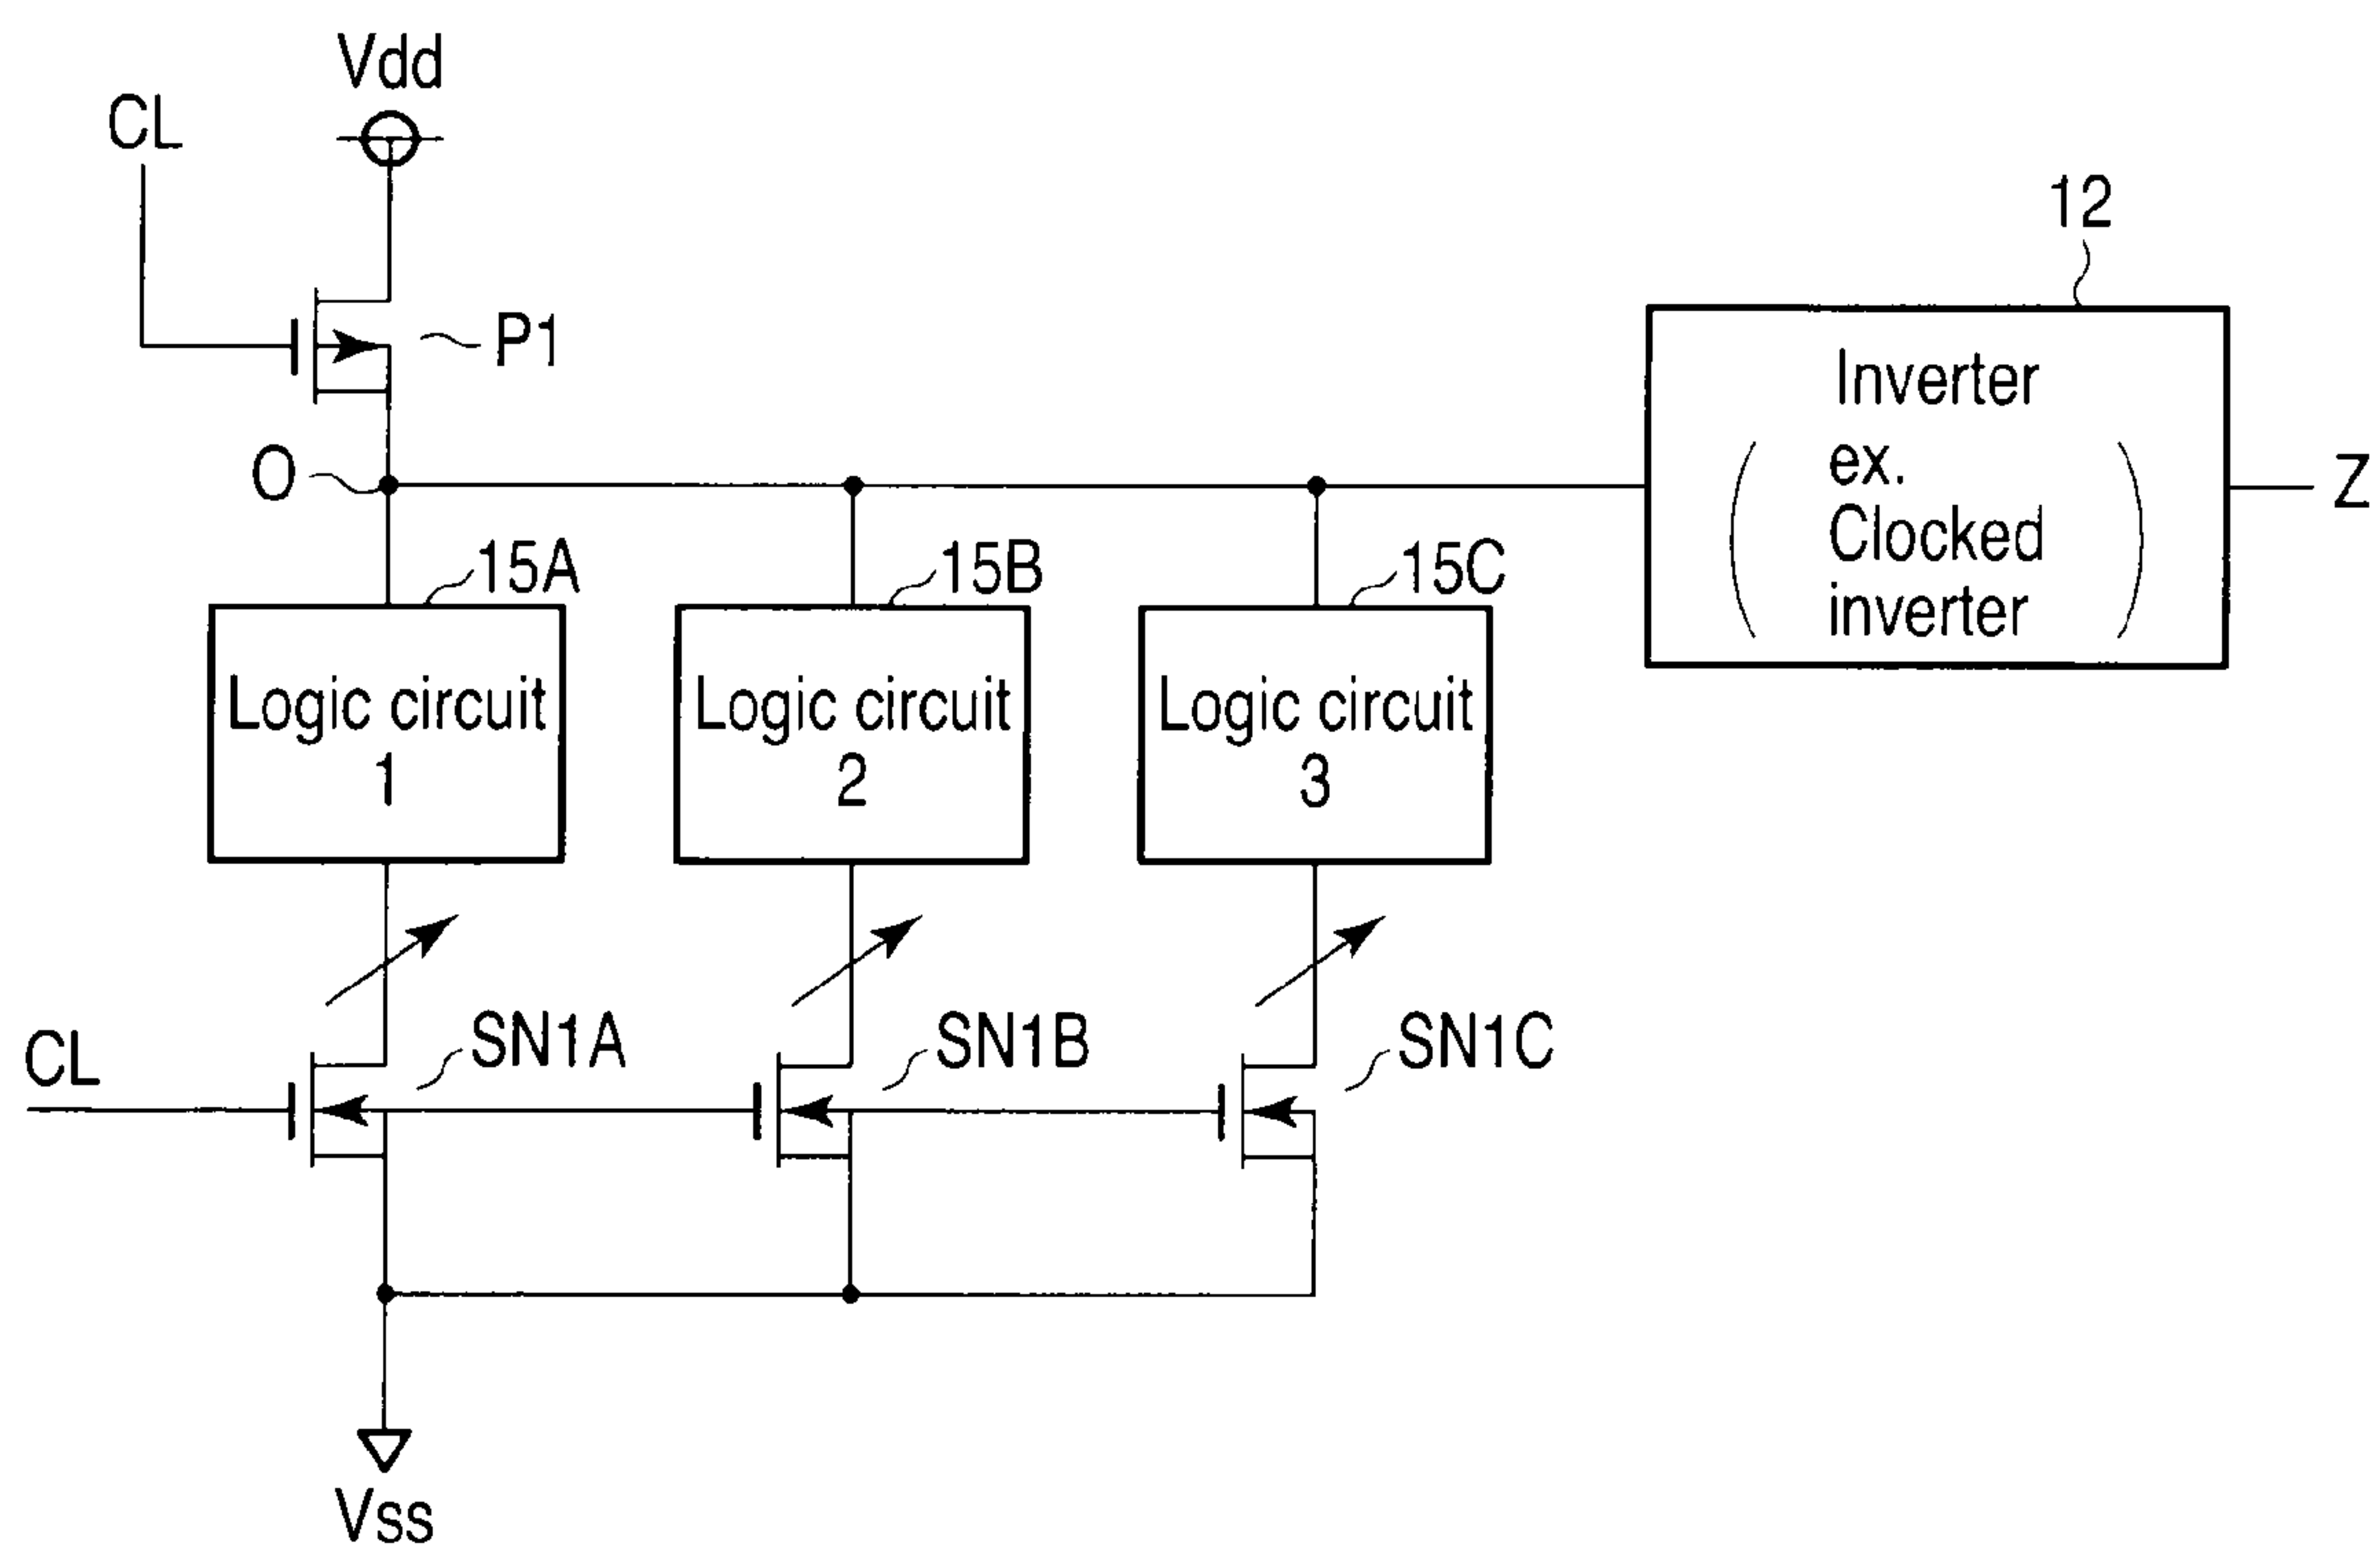 Vdd
CL
12
P1
Inverter
ex.
Clocked
inverter
O
Z
15A
15B
15C
Logic circuit
1
Logic circuit
2
Logic circuit
3
SN1A
SN1B
SN1C
CL
Vss